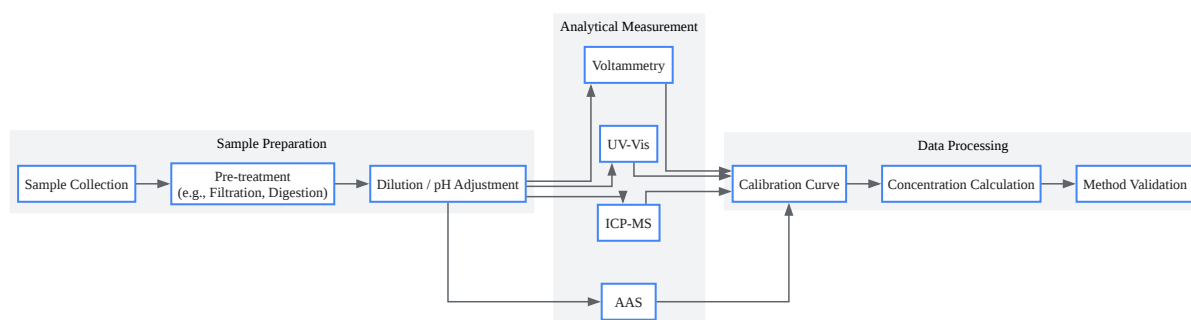 Analytical Measurement
Voltammetry
Sample Preparation
UV-Vis
Data Processing
Sample Collection
Pre-treatment
(e.g., Filtration, Digestion)
Dilution / pH Adjustment
Calibration Curve
Concentration Calculation
Method Validation
ICP-MS
AAS